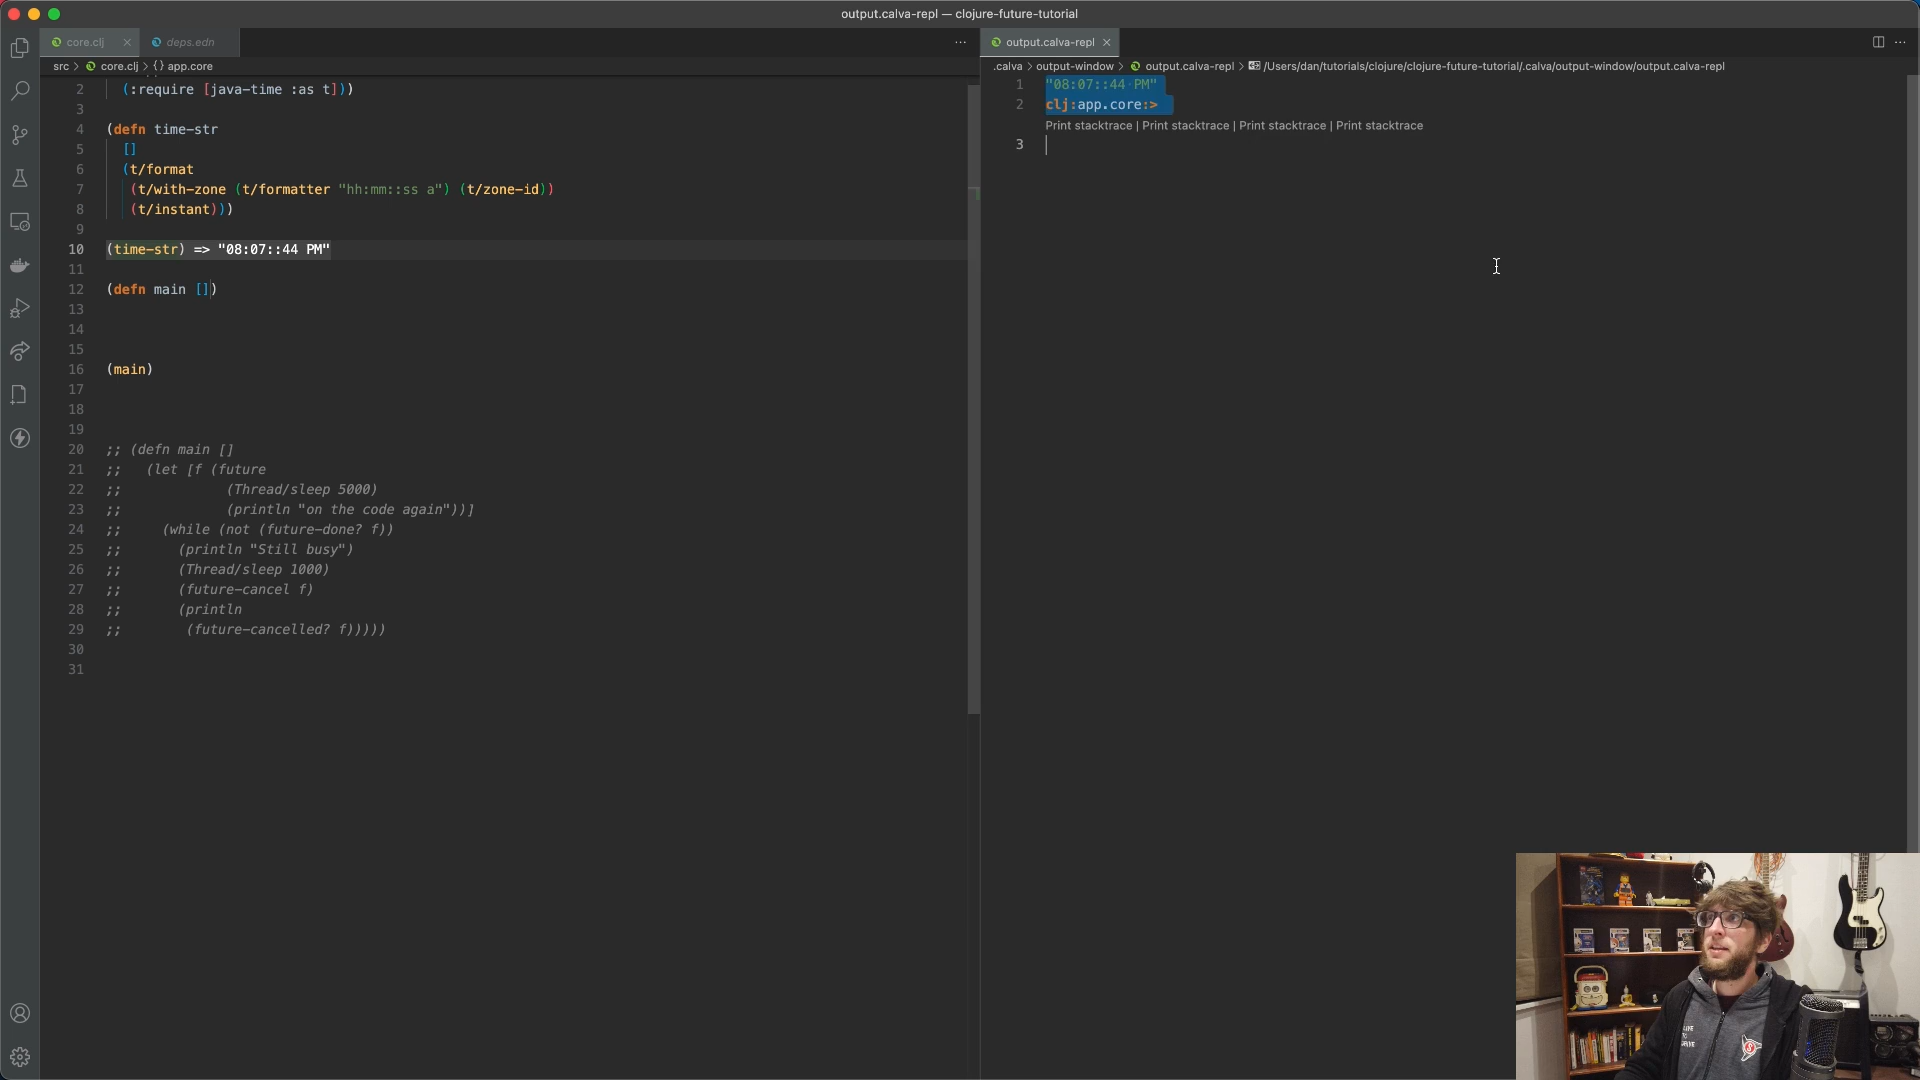 output.calva-repl — clojure-future-tutorial
core.clj
deps.edn
output.calva-repl
src > core.clj > {} app.core
.calva > output-window > output.calva-repl > /Users/dan/tutorials/clojure/clojure-future-tutorial/.calva/output-window/output.calva-repl
2 (:require [java-time :as t]))
3
4 (defn time-str
5 []
6 (t/format
7 (t/with-zone (t/formatter "hh:mm::ss a") (t/zone-id))
8 (t/instant)))
9
10 (time-str) => "08:07::44 PM"
11
12 (defn main [])
13
14
15
16 (main)
17
18
19
20 ;; (defn main []
21 ;; (let [f (future
22 ;; (Thread/sleep 5000)
23 ;; (println "on the code again"))]
24 ;; (while (not (future-done? f))
25 ;; (println "Still busy")
26 ;; (Thread/sleep 1000)
27 ;; (future-cancel f)
28 ;; (println
29 ;; (future-cancelled? f)))))
30
31
1 "08:07::44 PM"
2 clj:app.core:>
Print stacktrace | Print stacktrace | Print stacktrace | Print stacktrace
3